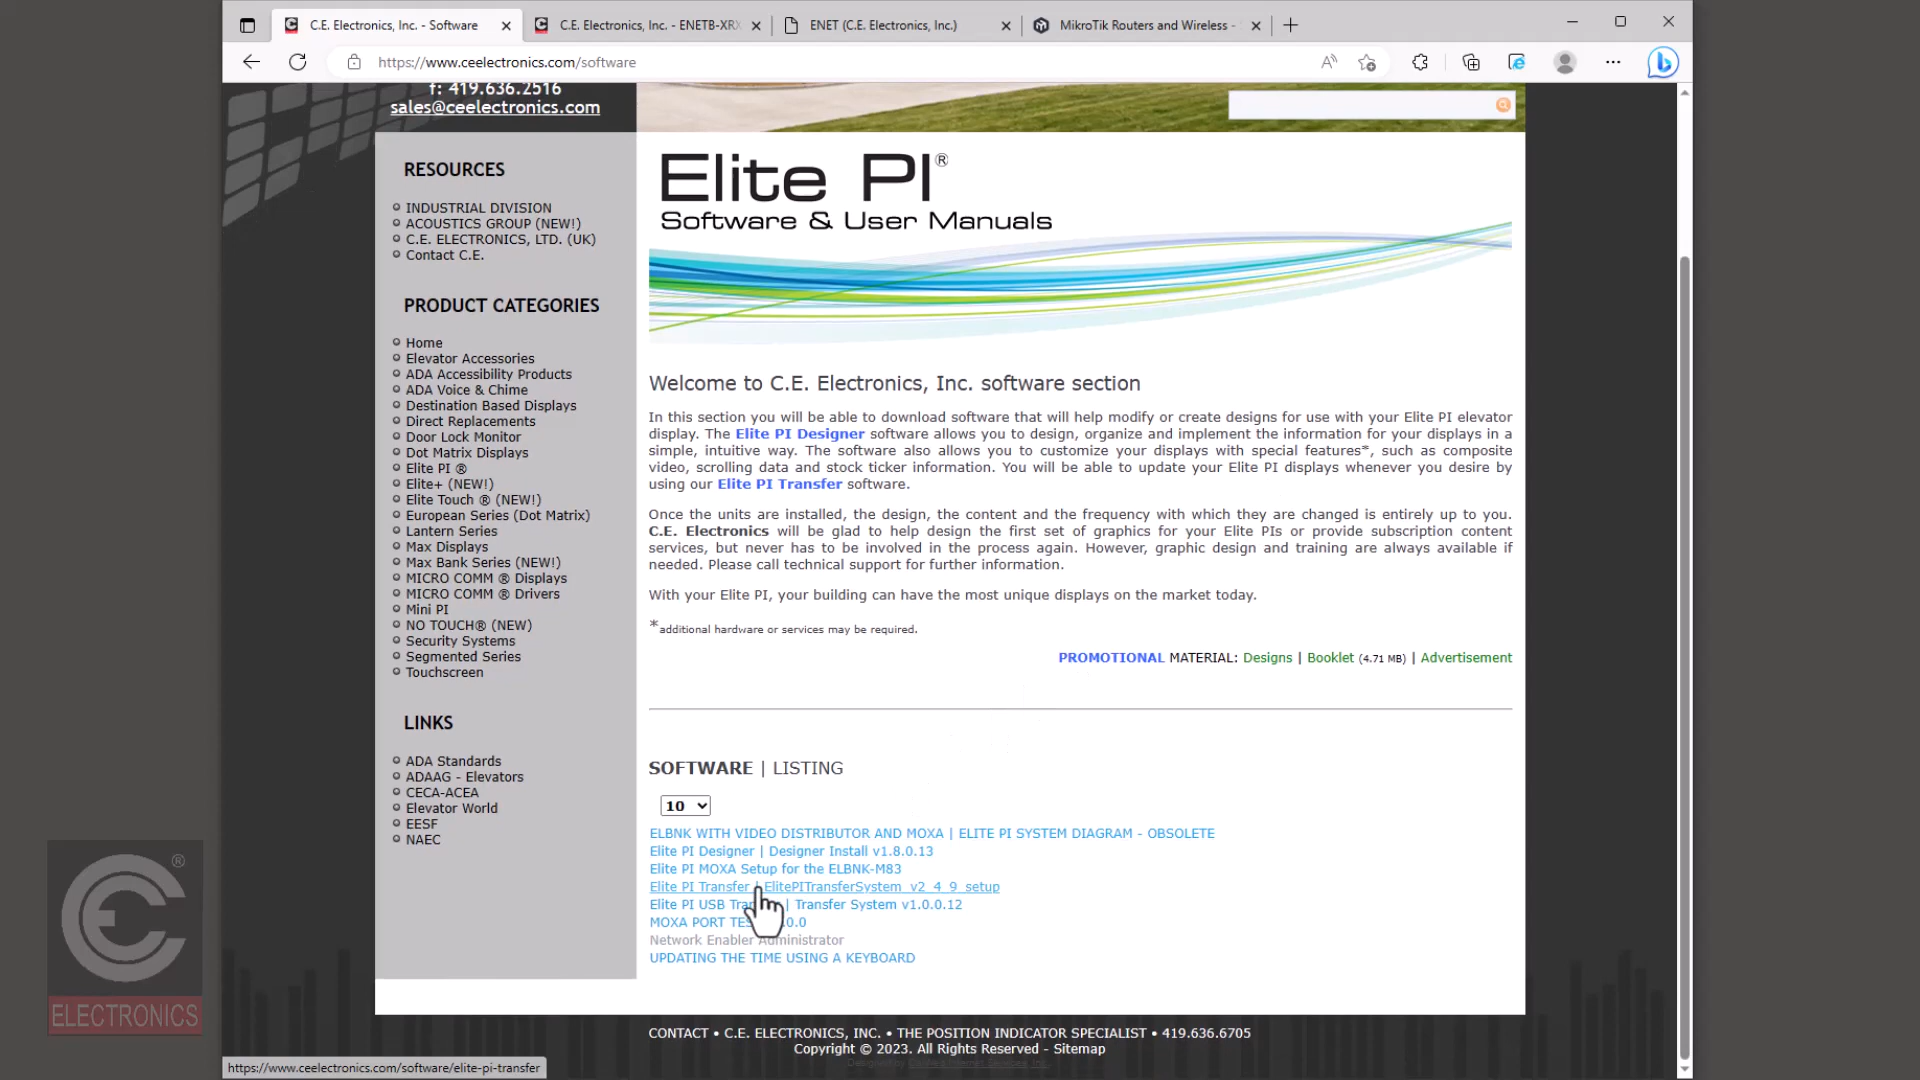 C.E. Electronics, Inc. - Software
C.E. Electronics, Inc. - ENETB-XRX
ENET (C.E. Electronics, Inc.)
MikroTik Routers and Wireless -
https://www.ceelectronics.com/software
f: 419.636.2516
sales@ceelectronics.com
RESOURCES
INDUSTRIAL DIVISION
ACOUSTICS GROUP (NEW!)
C.E. ELECTRONICS, LTD. (UK)
Contact C.E.
PRODUCT CATEGORIES
Home
Elevator Accessories
ADA Accessibility Products
ADA Voice & Chime
Destination Based Displays
Direct Replacements
Door Lock Monitor
Dot Matrix Displays
Elite PI ®
Elite+ (NEW!)
Elite Touch ® (NEW!)
European Series (Dot Matrix)
Lantern Series
Max Displays
Max Bank Series (NEW!)
MICRO COMM ® Displays
MICRO COMM ® Drivers
Mini PI
NO TOUCH® (NEW)
Security Systems
Segmented Series
Touchscreen
LINKS
ADA Standards
ADAAG - Elevators
CECA-ACEA
Elevator World
EESF
NAEC
Elite PI®
Software & User Manuals
Welcome to C.E. Electronics, Inc. software section
In this section you will be able to download software that will help modify or create designs for use with your Elite PI elevator
display. The Elite PI Designer software allows you to design, organize and implement the information for your displays in a
simple, intuitive way. The software also allows you to customize your displays with special features*, such as composite
video, scrolling data and stock ticker information. You will be able to update your Elite PI displays whenever you desire by
using our Elite PI Transfer software.
Once the units are installed, the design, the content and the frequency with which they are changed is entirely up to you.
C.E. Electronics will be glad to help design the first set of graphics for your Elite PIs or provide subscription content
services, but never has to be involved in the process again. However, graphic design and training are always available if
needed. Please call technical support for further information.
With your Elite PI, your building can have the most unique displays on the market today.
*additional hardware or services may be required.
PROMOTIONAL MATERIAL: Designs | Booklet (4.71 MB) | Advertisement
SOFTWARE | LISTING
10
ELBNK WITH VIDEO DISTRIBUTOR AND MOXA | ELITE PI SYSTEM DIAGRAM - OBSOLETE
Elite PI Designer | Designer Install v1.8.0.13
Elite PI MOXA Setup for the ELBNK-M83
Elite PI Transfer | ElitePITransferSystem_v2_4_9_setup
Elite PI USB Tra | Transfer System v1.0.0.12
MOXA PORT TES .0.0
Network Enabler Administrator
UPDATING THE TIME USING A KEYBOARD
CONTACT • C.E. ELECTRONICS, INC. • THE POSITION INDICATOR SPECIALIST • 419.636.6705
Copyright © 2023. All Rights Reserved - Sitemap
https://www.ceelectronics.com/software/elite-pi-transfer
®
ELECTRONICS